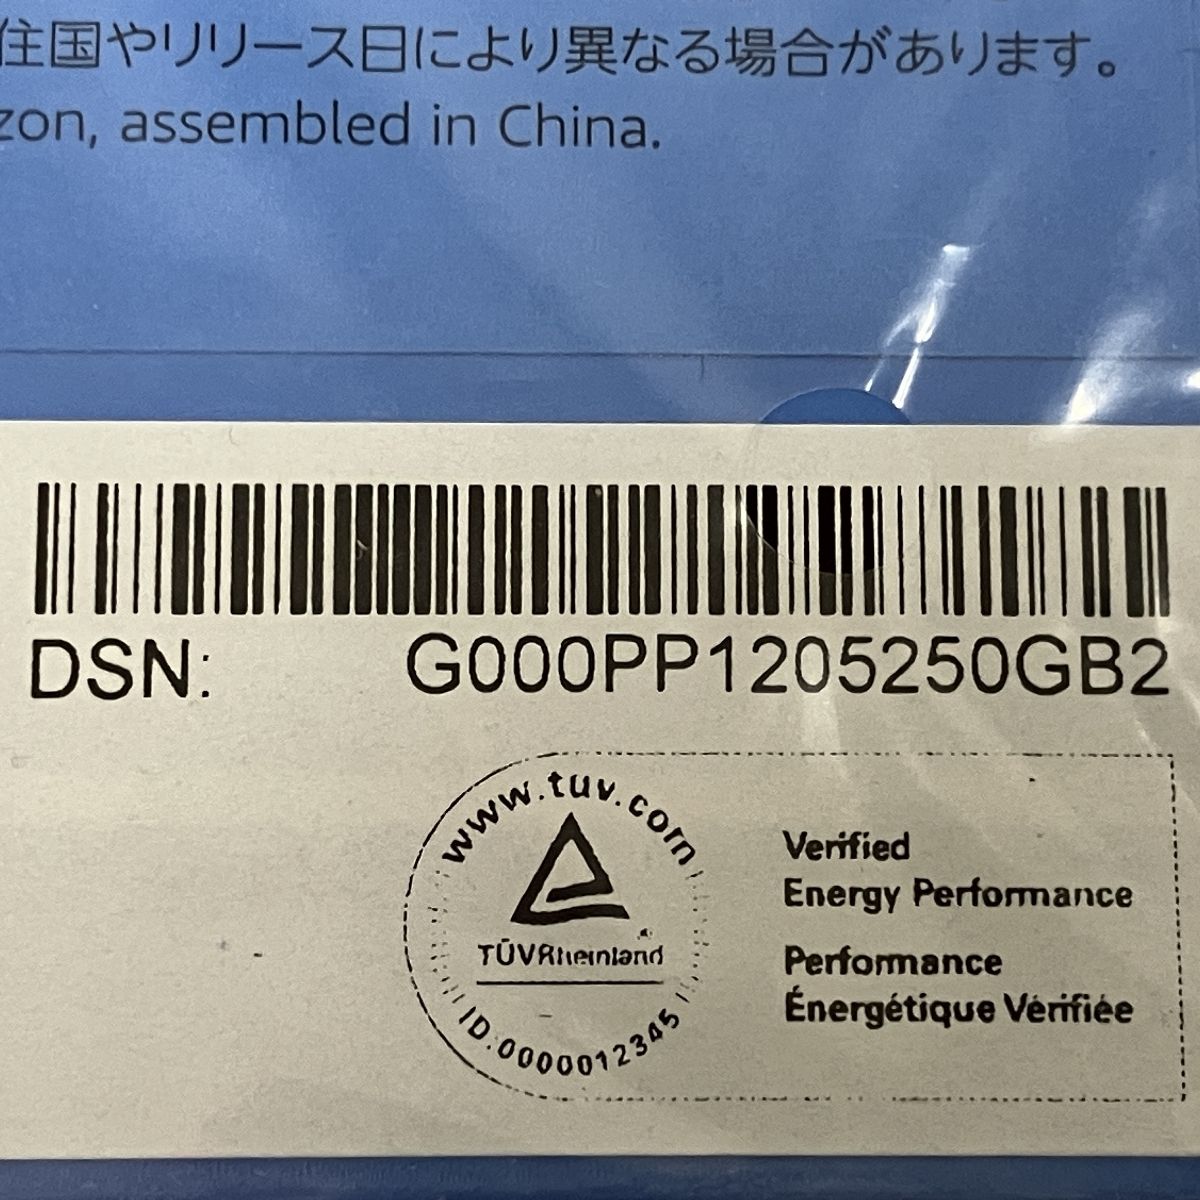 住国やリリース日により異なる場合があります。
zon, assembled in China.
DSN: G000PP1205250GB2
www.tuv.com
TÜVRheinland
ID:0000012345
Verified
Energy Performance
Performance
Énergétique Vérifiée